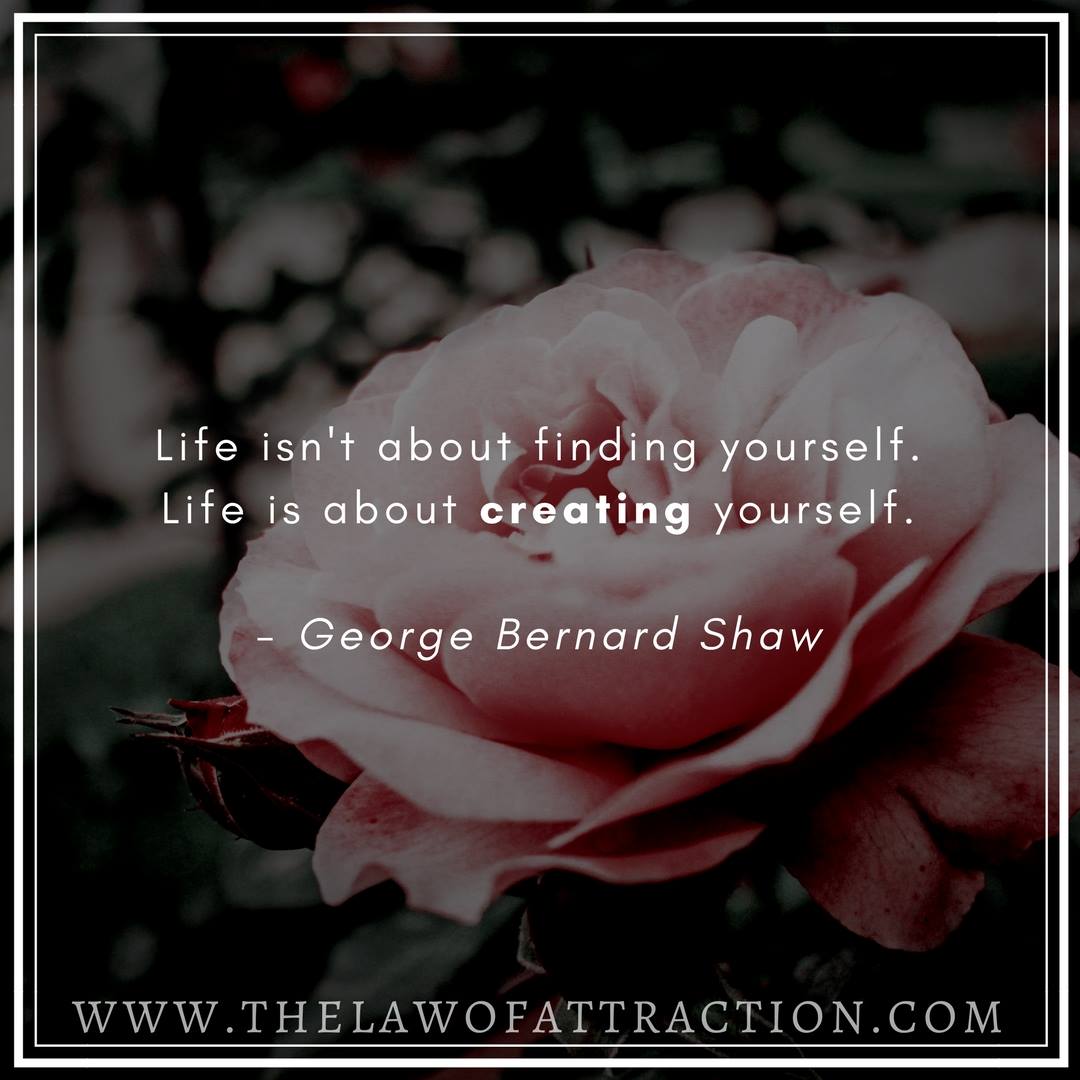 Life isn't about finding yourself.
Life is about creating yourself.
- George Bernard Shaw
WWW.THELAWOFATTRACTION.COM